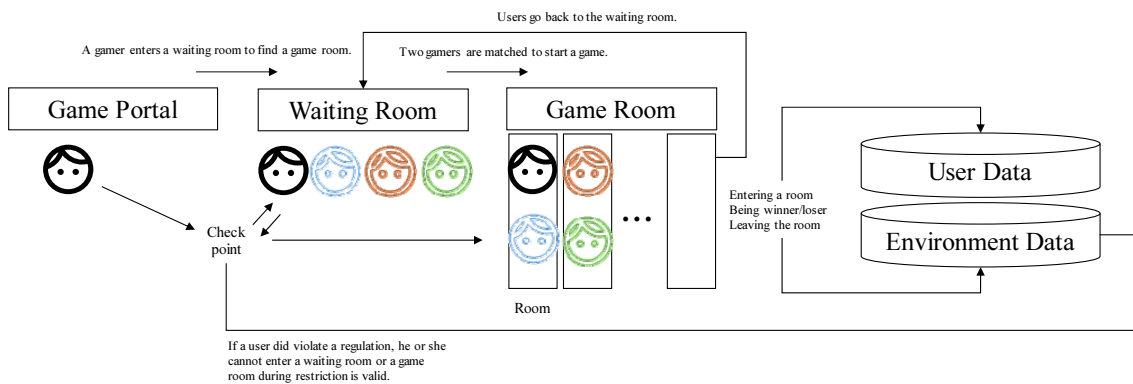 Users go back to the waiting room.
A gamer enters a waiting room to find a game room.
Two gamers are matched to start a game.
Game Portal
Waiting Room
Game Room
User Data
Entering a room
Being winner/loser
Leaving the room
Environment Data
Check
point
...
Room
If a user did violate a regulation, he or she
cannot enter a waiting room or a game
room during restriction is valid.